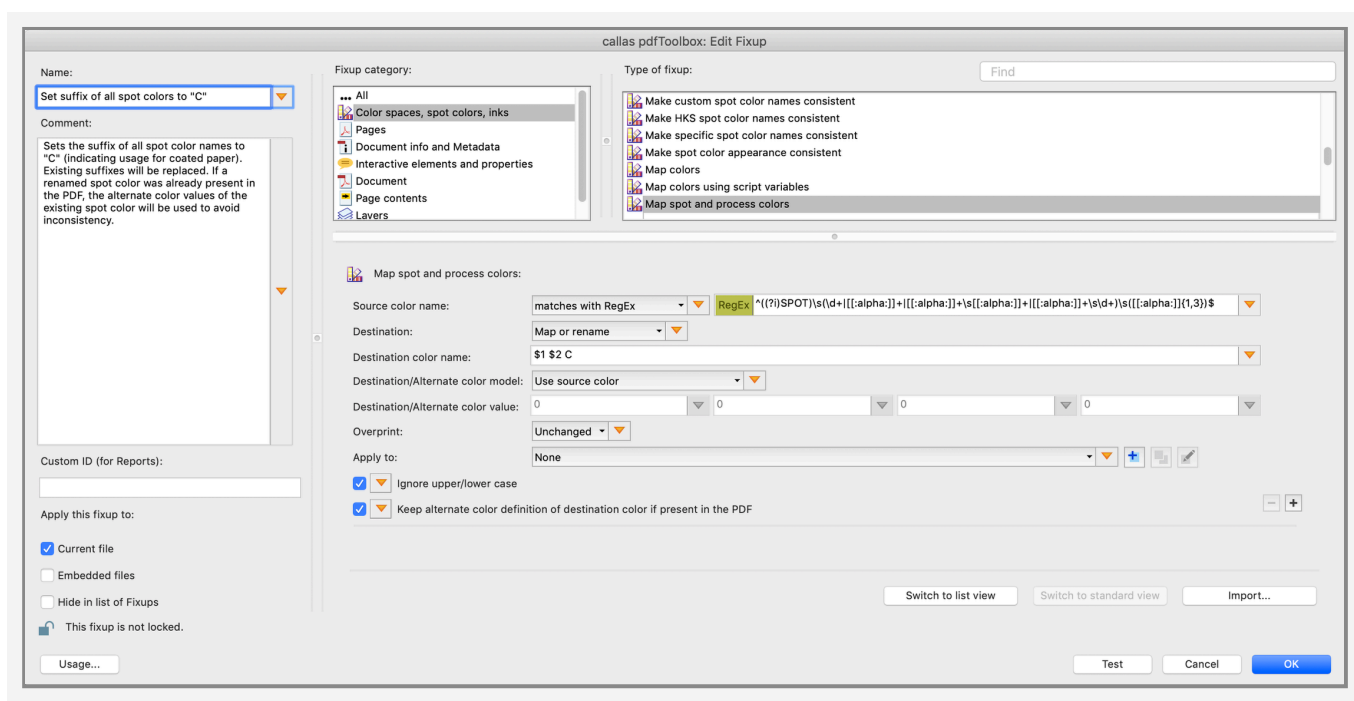 callas pdfToolbox: Edit Fixup
Name:
Set suffix of all spot colors to "C"
Comment:
Sets the suffix of all spot color names to
"C" (indicating usage for coated paper).
Existing suffixes will be replaced. If a
renamed spot color was already present in
the PDF, the alternate color values of the
existing spot color will be used to avoid
inconsistency.
Custom ID (for Reports):
Apply this fixup to:
Current file
Embedded files
Hide in list of Fixups
This fixup is not locked.
Usage...
Fixup category:
All
Color spaces, spot colors, inks
Pages
Document info and Metadata
Interactive elements and properties
Document
Page contents
Layers
Type of fixup:
Find
Make custom spot color names consistent
Make HKS spot color names consistent
Make specific spot color names consistent
Make spot color appearance consistent
Map colors
Map colors using script variables
Map spot and process colors
Map spot and process colors:
Source color name: matches with RegEx RegEx ^((?i)SPOT)\s(\d+|[[:alpha:]]+|[[:alpha:]]+\s[[:alpha:]]+|[[:alpha:]]+\s\d+)\s([[:alpha:]]{1,3})$
Destination: Map or rename
Destination color name: $1 $2 C
Destination/Alternate color model: Use source color
Destination/Alternate color value: 0 0 0 0
Overprint: Unchanged
Apply to: None
Ignore upper/lower case
Keep alternate color definition of destination color if present in the PDF
Switch to list view Switch to standard view Import...
Test Cancel OK